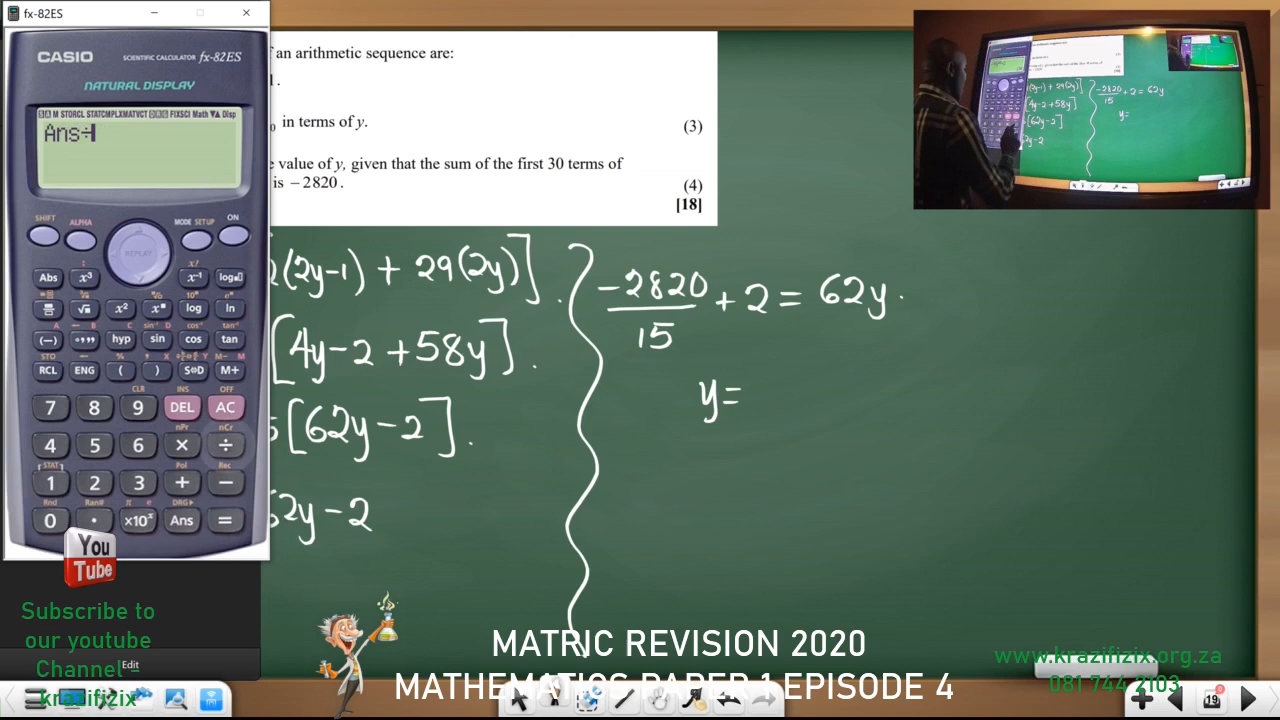 fx-82ES
CASIO SCIENTIFIC CALCULATOR fx-82ES
NATURAL DISPLAY
Ans÷
SHIFT ALPHA REPLAY MODE SETUP ON
Abs x³ x⁻¹ log
x² log ln
(−) hyp sin cos tan
RCL ENG ( ) S⇔D M+
7 8 9 DEL AC
4 5 6 × ÷
1 2 3 + −
0 . ×10ˣ Ans =
f an arithmetic sequence are:
in terms of y. (3)
e value of y, given that the sum of the first 30 terms of
is −2820. (4)
[18]
2(2y-1) + 29(2y)].
[4y-2+58y].
[62y-2].
62y-2
-2820/15 + 2 = 62y.
y=
You
Tube
Subscribe to
our youtube
Channel -
krazifizix
Edit
MATRIC REVISION 2020
MATHEMATICS PAPER 1 EPISODE 4
www.krazifizix.org.za
081 744 2103
19